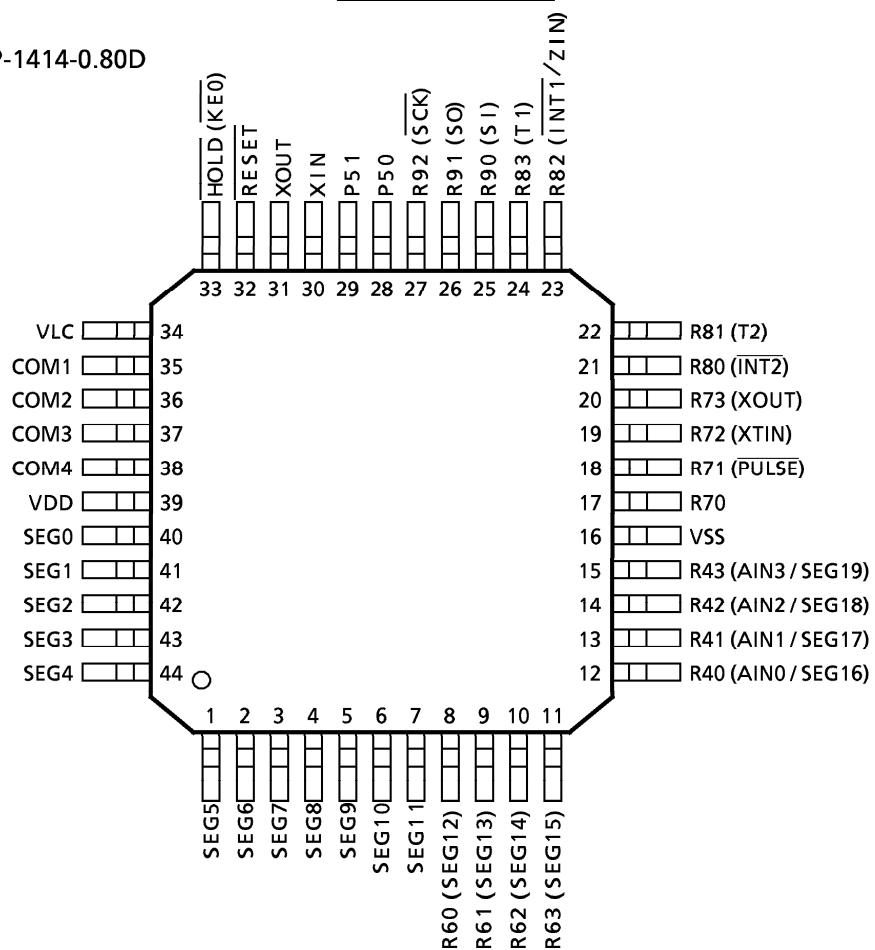 P-1414-0.80D
HOLD (KE0)
RESET
XOUT
XIN
P51
P50
R92 (SCK)
R91 (SO)
R90 (SI)
R83 (T1)
R82 (INT1/ZIN)
33 32 31 30 29 28 27 26 25 24 23
VLC 34 22 R81 (T2)
COM1 35 21 R80 (INT2)
COM2 36 20 R73 (XOUT)
COM3 37 19 R72 (XTIN)
COM4 38 18 R71 (PULSE)
VDD 39 17 R70
SEG0 40 16 VSS
SEG1 41 15 R43 (AIN3 / SEG19)
SEG2 42 14 R42 (AIN2 / SEG18)
SEG3 43 13 R41 (AIN1 / SEG17)
SEG4 44 12 R40 (AIN0 / SEG16)
1 2 3 4 5 6 7 8 9 10 11
SEG5
SEG6
SEG7
SEG8
SEG9
SEG10
SEG11
R60 (SEG12)
R61 (SEG13)
R62 (SEG14)
R63 (SEG15)